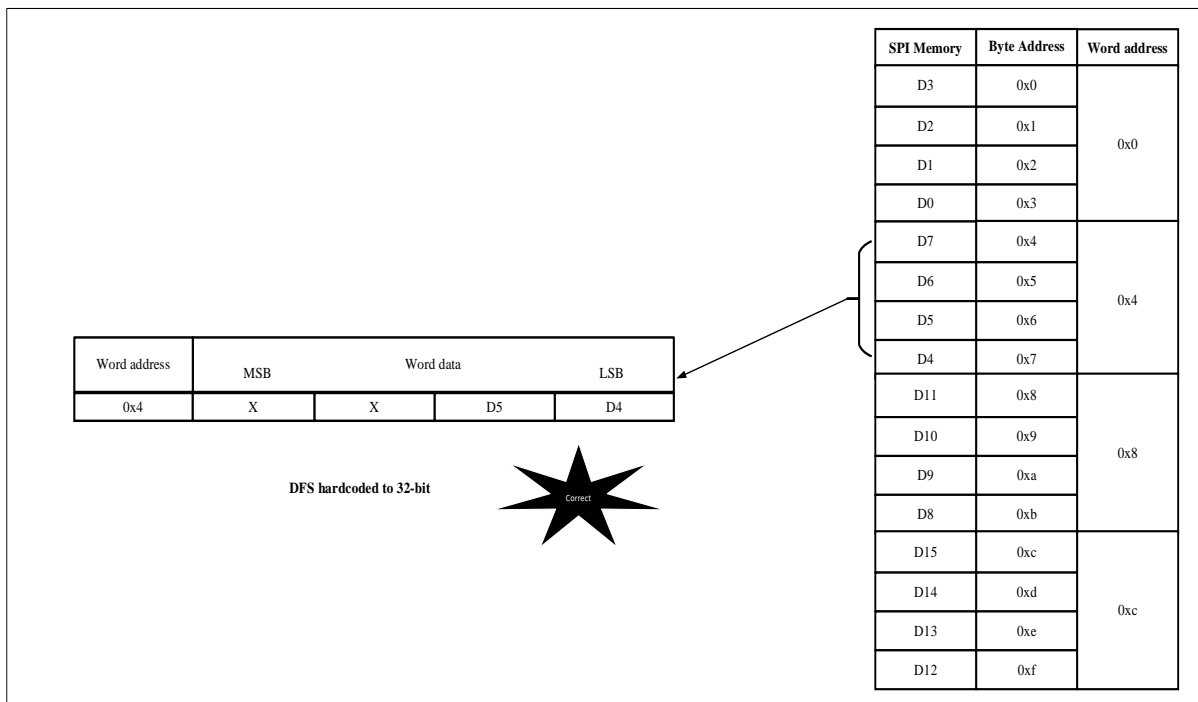 SPI Memory Byte Address Word address
D3 0x0
D2 0x1
0x0
D1 0x2
D0 0x3
D7 0x4
D6 0x5
0x4
D5 0x6
D4 0x7
D11 0x8
D10 0x9
0x8
D9 0xa
D8 0xb
D15 0xc
D14 0xd
0xc
D13 0xe
D12 0xf
Word address Word data
MSB LSB
0x4 X X D5 D4
DFS hardcoded to 32-bit
Correct